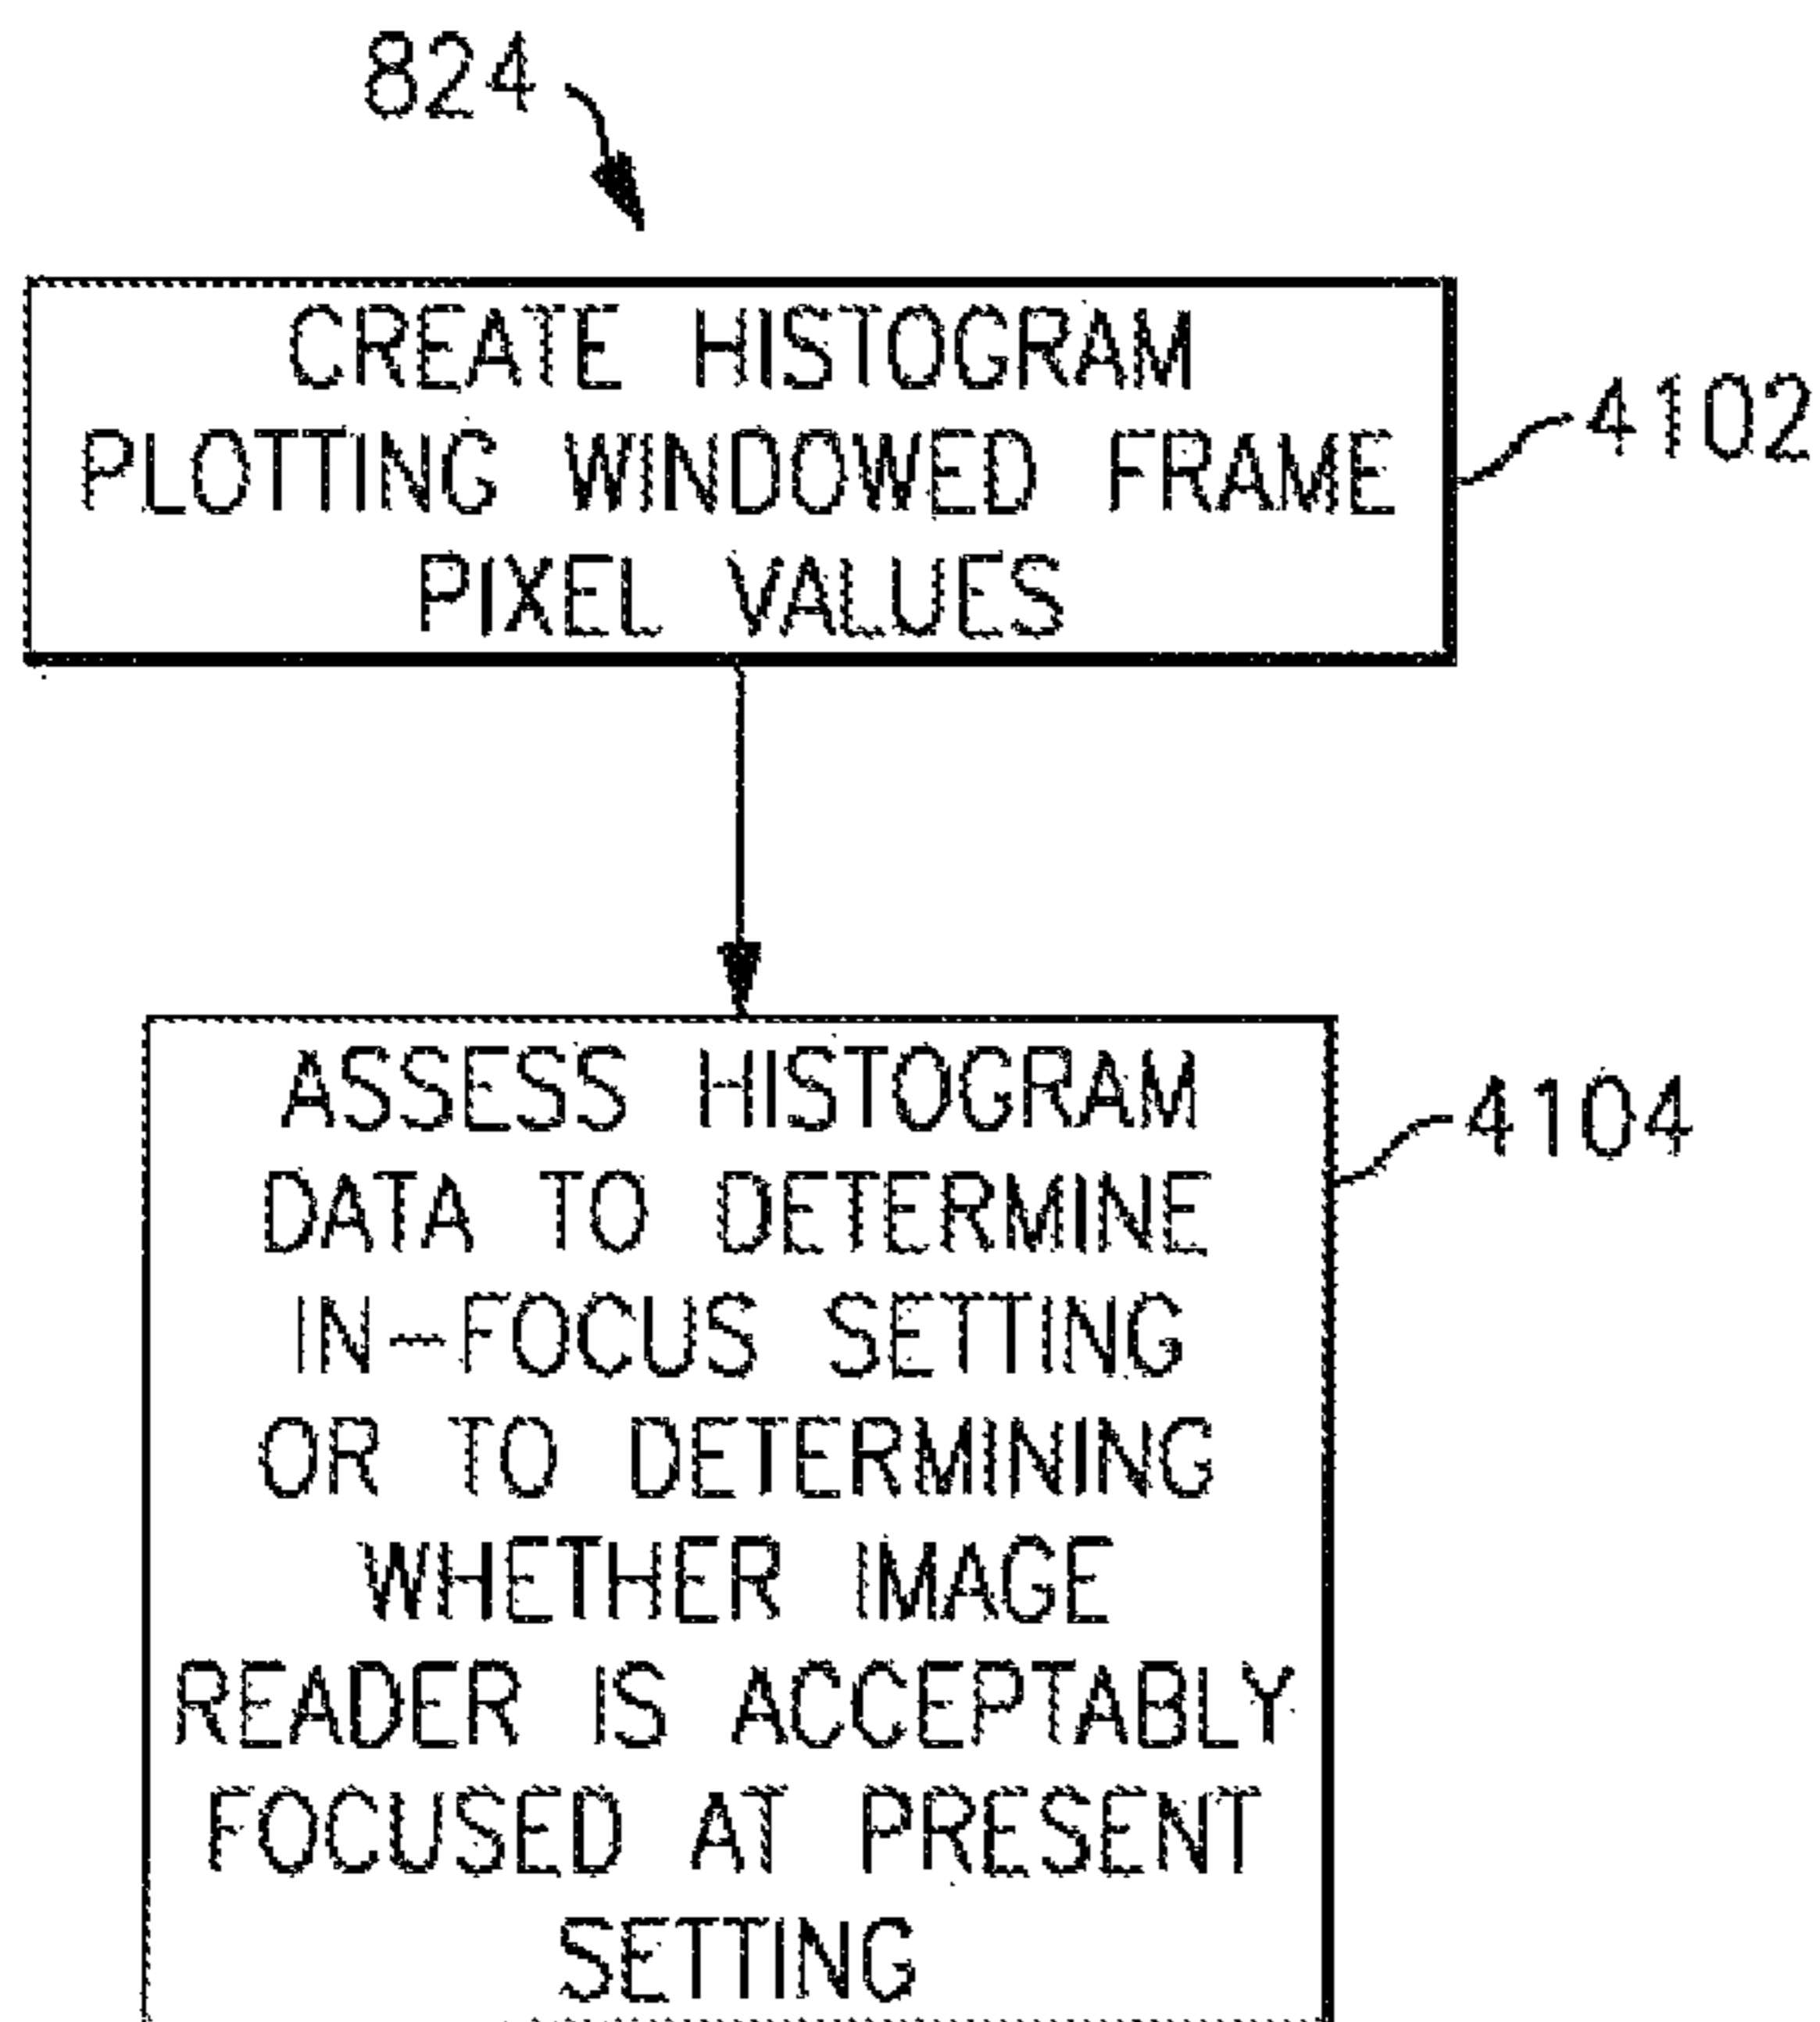 824
CREATE HISTOGRAM
PLOTTING WINDOWED FRAME
PIXEL VALUES
4102
ASSESS HISTOGRAM
DATA TO DETERMINE
IN-FOCUS SETTING
OR TO DETERMINING
WHETHER IMAGE
READER IS ACCEPTABLY
FOCUSED AT PRESENT
SETTING
4104